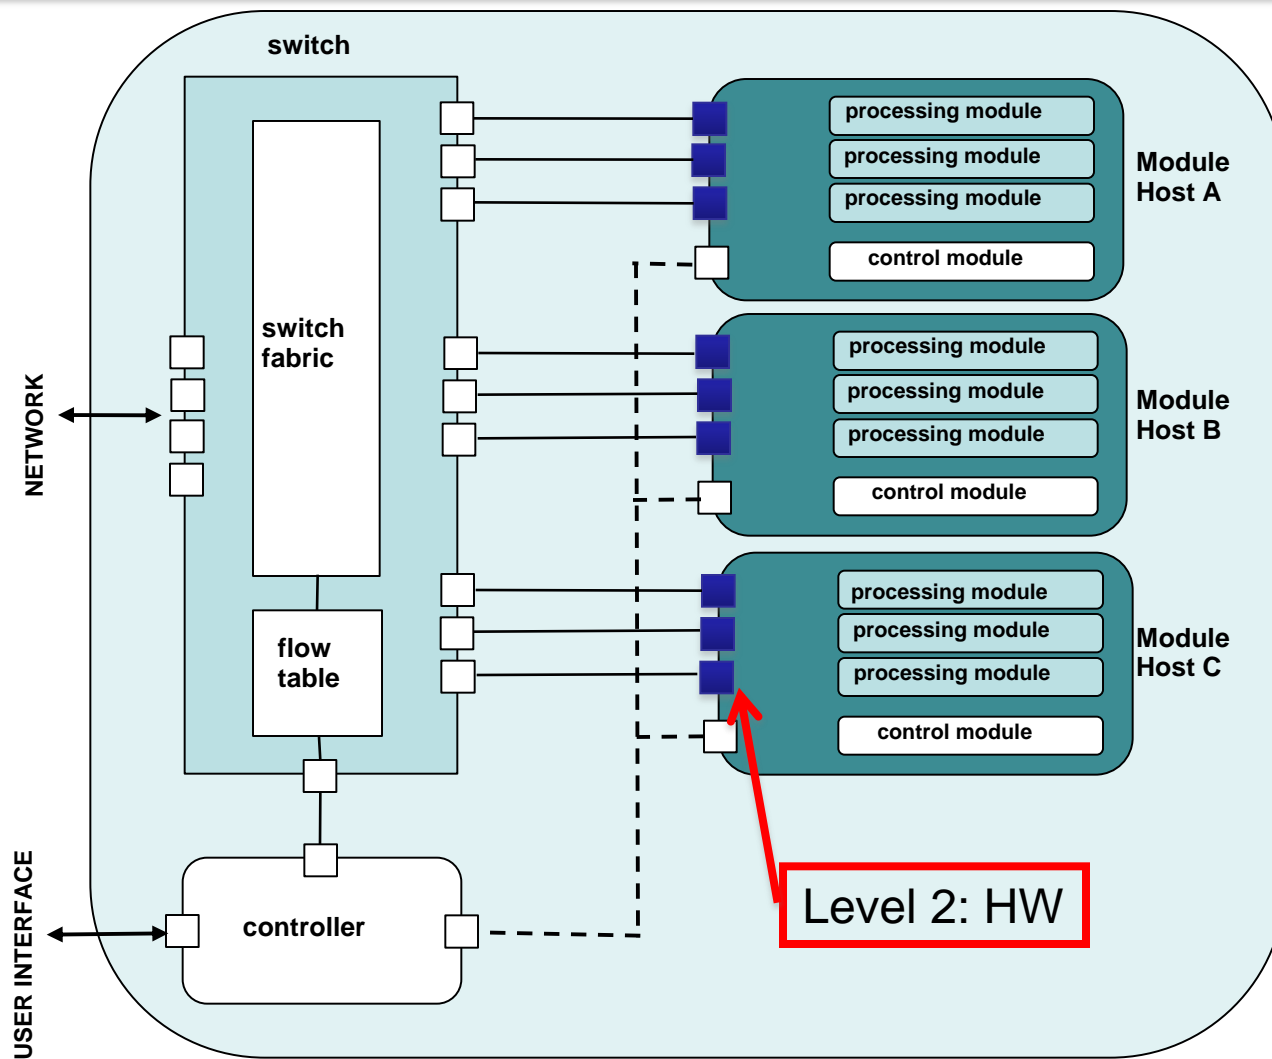 switch
processing module
processing module
processing module
control module
Module
Host A
switch
fabric
NETWORK
processing module
processing module
processing module
control module
Module
Host B
flow
table
processing module
processing module
processing module
control module
Module
Host C
USER INTERFACE
controller
Level 2: HW